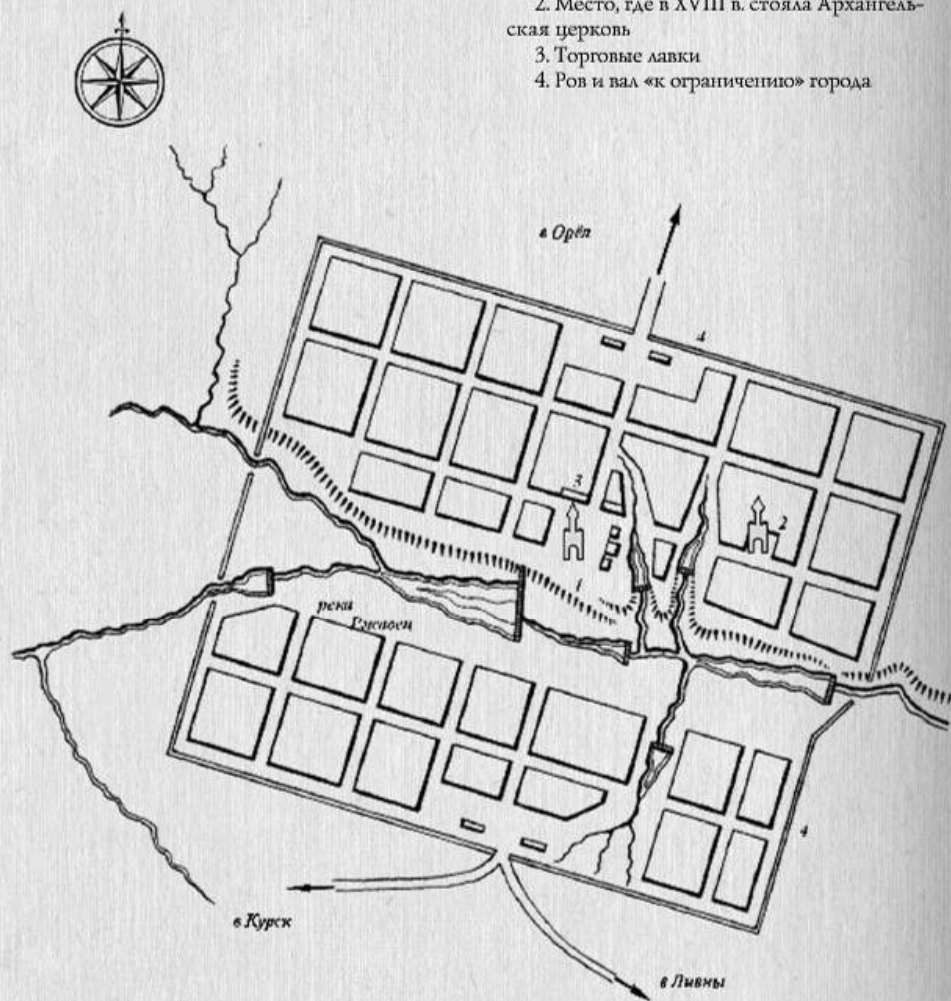 2. Место, где в XVIII в. стояла Архангель-
ская церковь
3. Торговые лавки
4. Ров и вал «к ограничению» города
в Орёл
4
3
2
1
река
4
в Курск
в Ливны